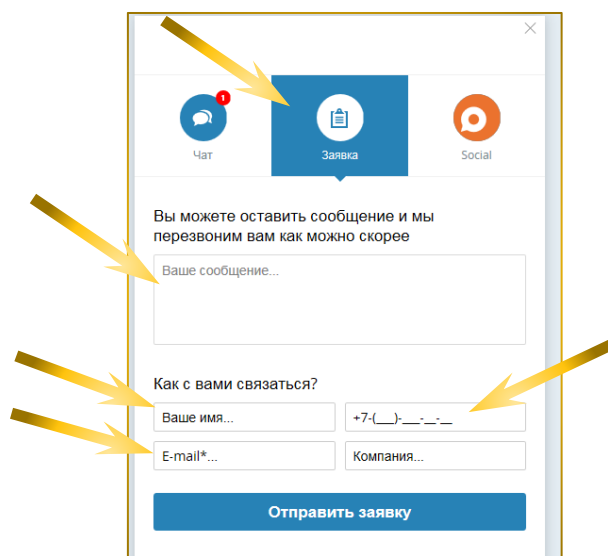 1
Чат Заявка Social
Вы можете оставить сообщение и мы
перезвоним вам как можно скорее
Ваше сообщение...
Как с вами связаться?
Ваше имя... +7-(___)-___-__-__
E-mail*... Компания...
Отправить заявку